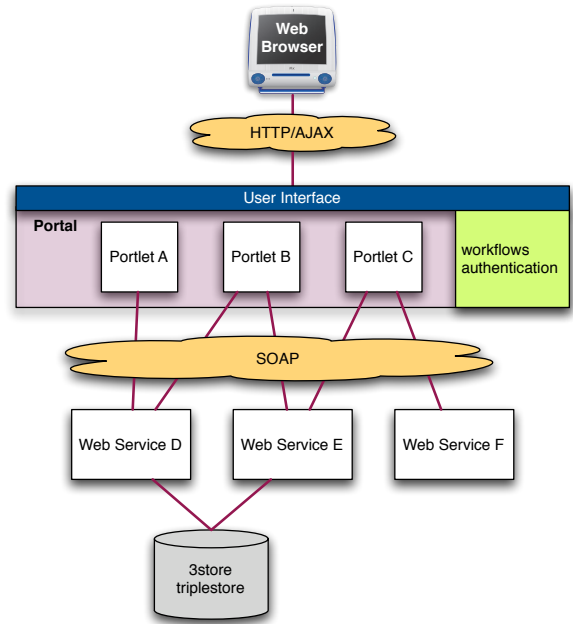 Web
Browser
HTTP/AJAX
User Interface
Portal
Portlet A
Portlet B
Portlet C
workflows
authentication
SOAP
Web Service D
Web Service E
Web Service F
3store
triplestore